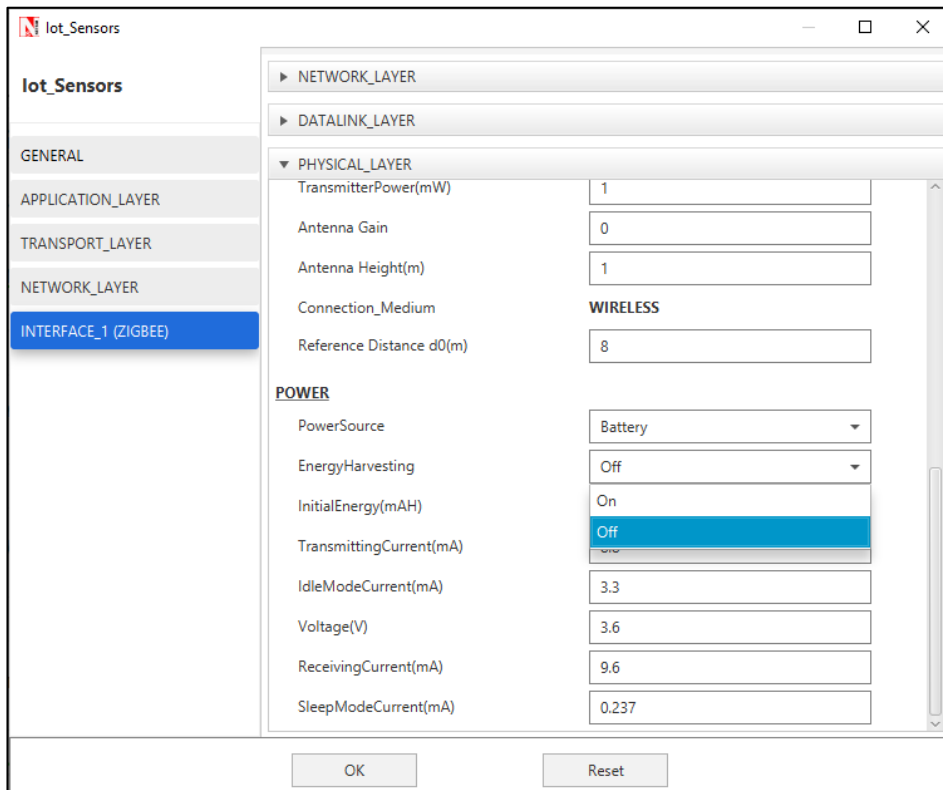 Iot_Sensors
Iot_Sensors
GENERAL
APPLICATION_LAYER
TRANSPORT_LAYER
NETWORK_LAYER
INTERFACE_1 (ZIGBEE)
NETWORK_LAYER
DATALINK_LAYER
PHYSICAL_LAYER
TransmitterPower(mW) 1
Antenna Gain 0
Antenna Height(m) 1
Connection_Medium WIRELESS
Reference Distance d0(m) 8
POWER
PowerSource Battery
EnergyHarvesting Off
On
Off
InitialEnergy(mAH)
TransmittingCurrent(mA)
IdleModeCurrent(mA) 3.3
Voltage(V) 3.6
ReceivingCurrent(mA) 9.6
SleepModeCurrent(mA) 0.237
OK Reset